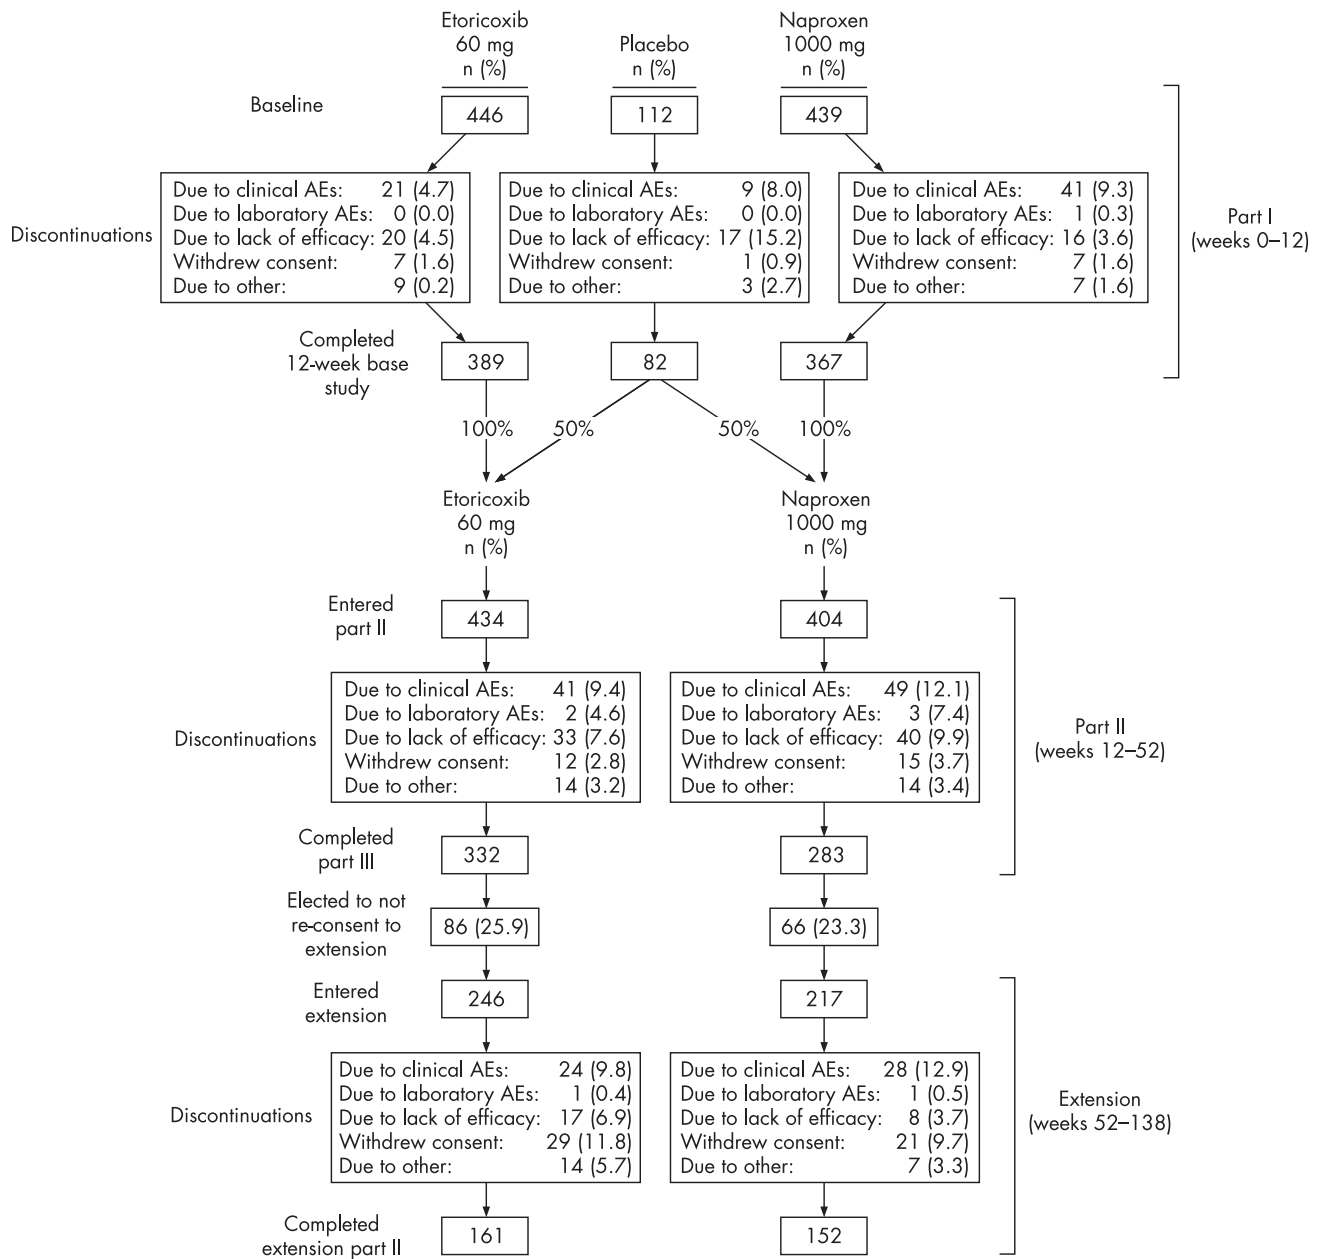 Etoricoxib
60 mg
n (%)
Placebo
n (%)
Naproxen
1000 mg
n (%)
Baseline
446
112
439
Discontinuations
Due to clinical AEs: 21 (4.7)
Due to laboratory AEs: 0 (0.0)
Due to lack of efficacy: 20 (4.5)
Withdrew consent: 7 (1.6)
Due to other: 9 (0.2)
Due to clinical AEs: 9 (8.0)
Due to laboratory AEs: 0 (0.0)
Due to lack of efficacy: 17 (15.2)
Withdrew consent: 1 (0.9)
Due to other: 3 (2.7)
Due to clinical AEs: 41 (9.3)
Due to laboratory AEs: 1 (0.3)
Due to lack of efficacy: 16 (3.6)
Withdrew consent: 7 (1.6)
Due to other: 7 (1.6)
Part I
(weeks 0–12)
Completed
12-week base
study
389
82
367
100%
50%
50%
100%
Etoricoxib
60 mg
n (%)
Naproxen
1000 mg
n (%)
Entered
part II
434
404
Discontinuations
Due to clinical AEs: 41 (9.4)
Due to laboratory AEs: 2 (4.6)
Due to lack of efficacy: 33 (7.6)
Withdrew consent: 12 (2.8)
Due to other: 14 (3.2)
Due to clinical AEs: 49 (12.1)
Due to laboratory AEs: 3 (7.4)
Due to lack of efficacy: 40 (9.9)
Withdrew consent: 15 (3.7)
Due to other: 14 (3.4)
Part II
(weeks 12–52)
Completed
part III
332
283
Elected to not
re-consent to
extension
86 (25.9)
66 (23.3)
Entered
extension
246
217
Discontinuations
Due to clinical AEs: 24 (9.8)
Due to laboratory AEs: 1 (0.4)
Due to lack of efficacy: 17 (6.9)
Withdrew consent: 29 (11.8)
Due to other: 14 (5.7)
Due to clinical AEs: 28 (12.9)
Due to laboratory AEs: 1 (0.5)
Due to lack of efficacy: 8 (3.7)
Withdrew consent: 21 (9.7)
Due to other: 7 (3.3)
Extension
(weeks 52–138)
Completed
extension part II
161
152